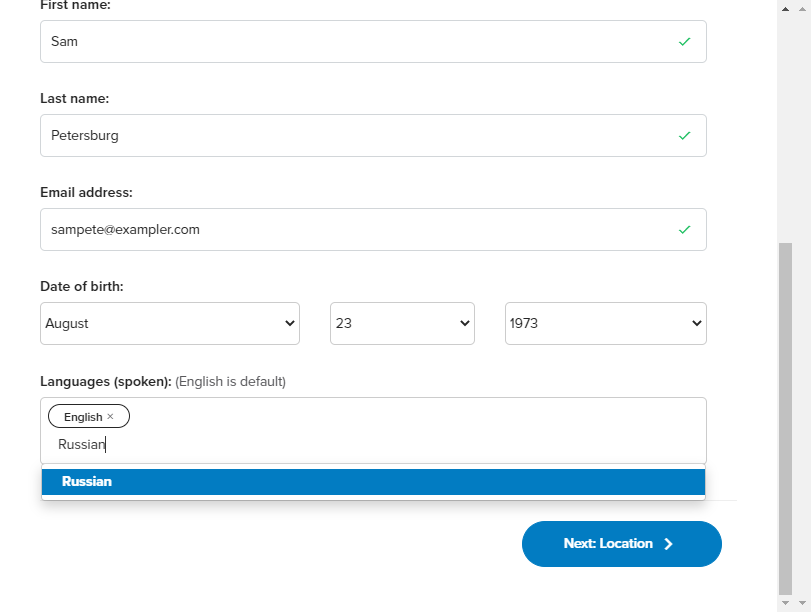 First name:
Sam
Last name:
Petersburg
Email address:
sampete@exampler.com
Date of birth:
August 23 1973
Languages (spoken): (English is default)
English ×
Russian
Russian
Next: Location